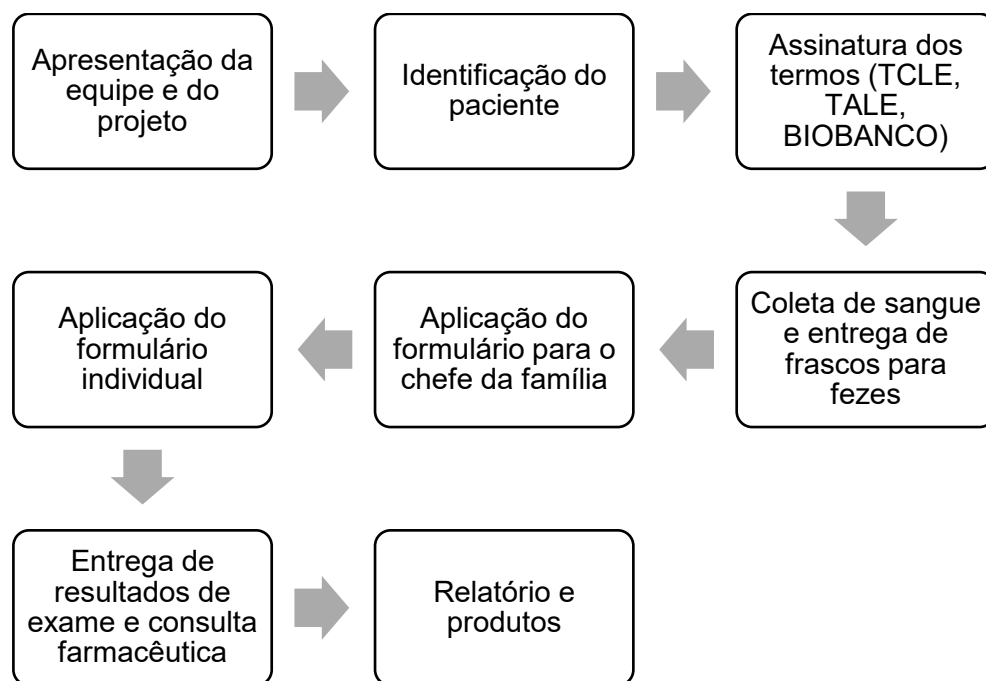 Apresentação da
equipe e do
projeto
Identificação do
paciente
Assinatura dos
termos (TCLE,
TALE,
BIOBANCO)
Coleta de sangue
e entrega de
frascos para
fezes
Aplicação do
formulário para o
chefe da família
Aplicação do
formulário
individual
Entrega de
resultados de
exame e consulta
farmacêutica
Relatório e
produtos